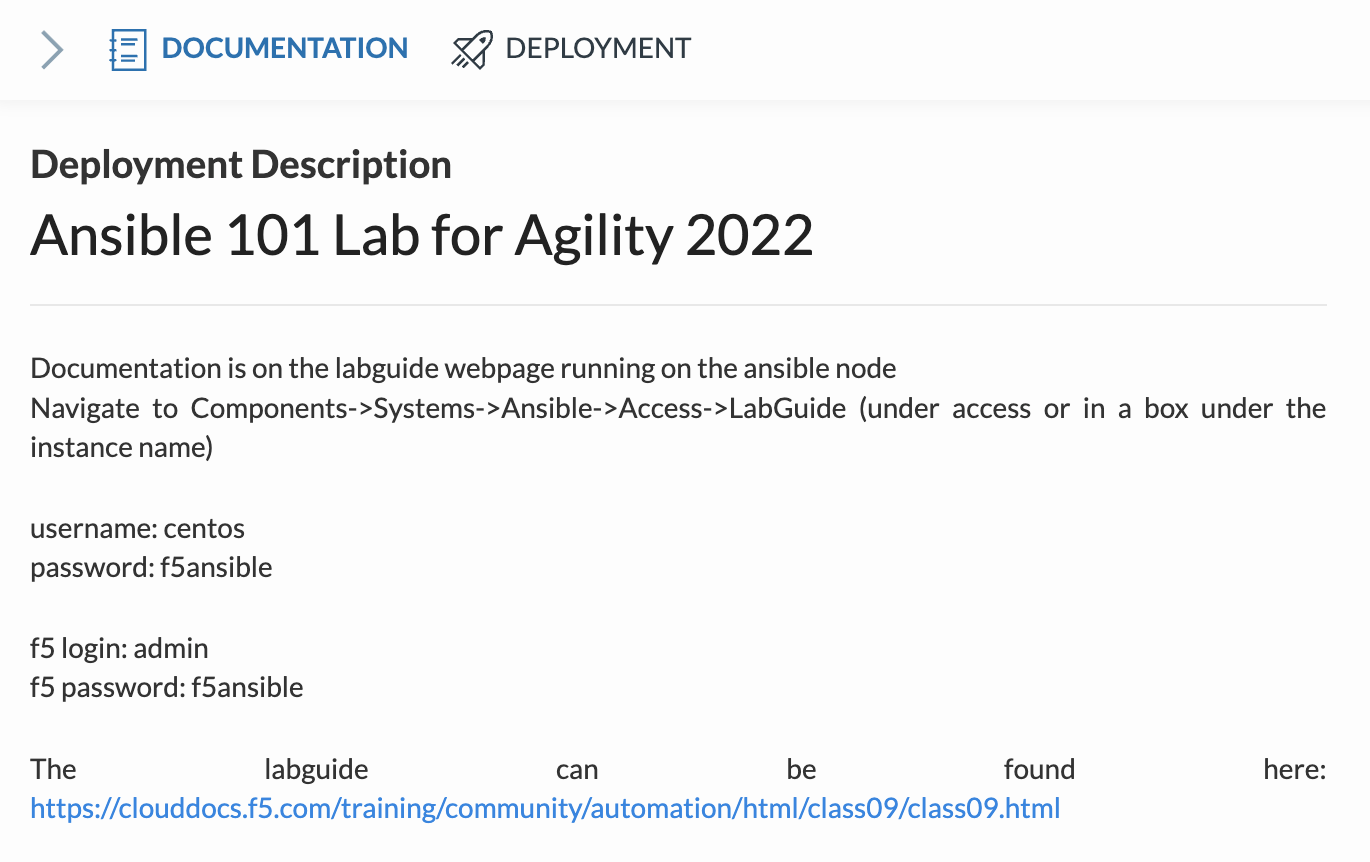 DOCUMENTATION DEPLOYMENT
Deployment Description
Ansible 101 Lab for Agility 2022
Documentation is on the labguide webpage running on the ansible node
Navigate to Components->Systems->Ansible->Access->LabGuide (under access or in a box under the
instance name)
username: centos
password: f5ansible
f5 login: admin
f5 password: f5ansible
The labguide can be found here:
https://clouddocs.f5.com/training/community/automation/html/class09/class09.html